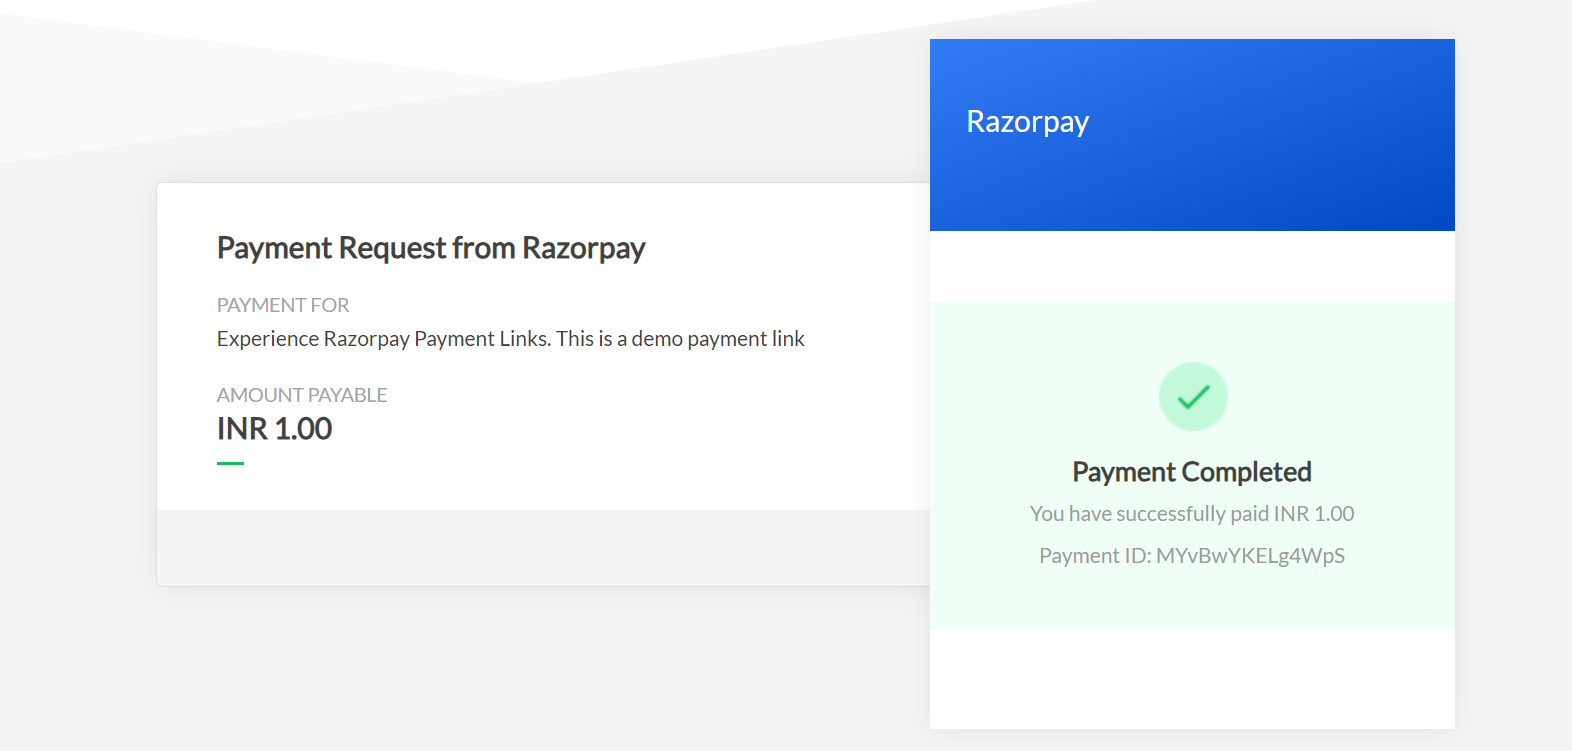 Payment Request from Razorpay
PAYMENT FOR
Experience Razorpay Payment Links. This is a demo payment link
AMOUNT PAYABLE
INR 1.00
Razorpay
Payment Completed
You have successfully paid INR 1.00
Payment ID: MYvBwYKELg4WpS